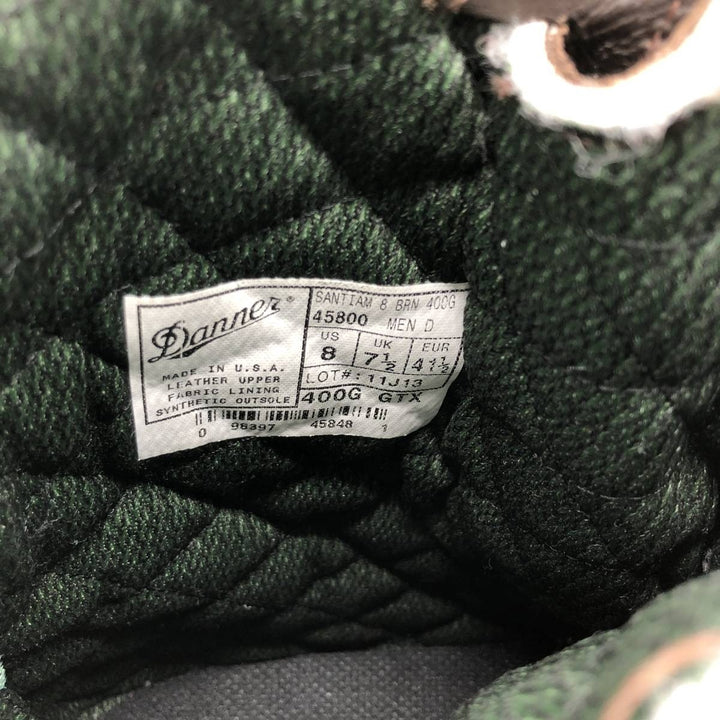 Danner®
MADE IN U.S.A.
LEATHER UPPER
FABRIC LINING
SYNTHETIC OUTSOLE
SANTIAM 8 BRN 400G
45800 MEN D
US UK EUR
8 7½ 41½
LOT#: 11J13
400G GTX
0 98397 45848 1